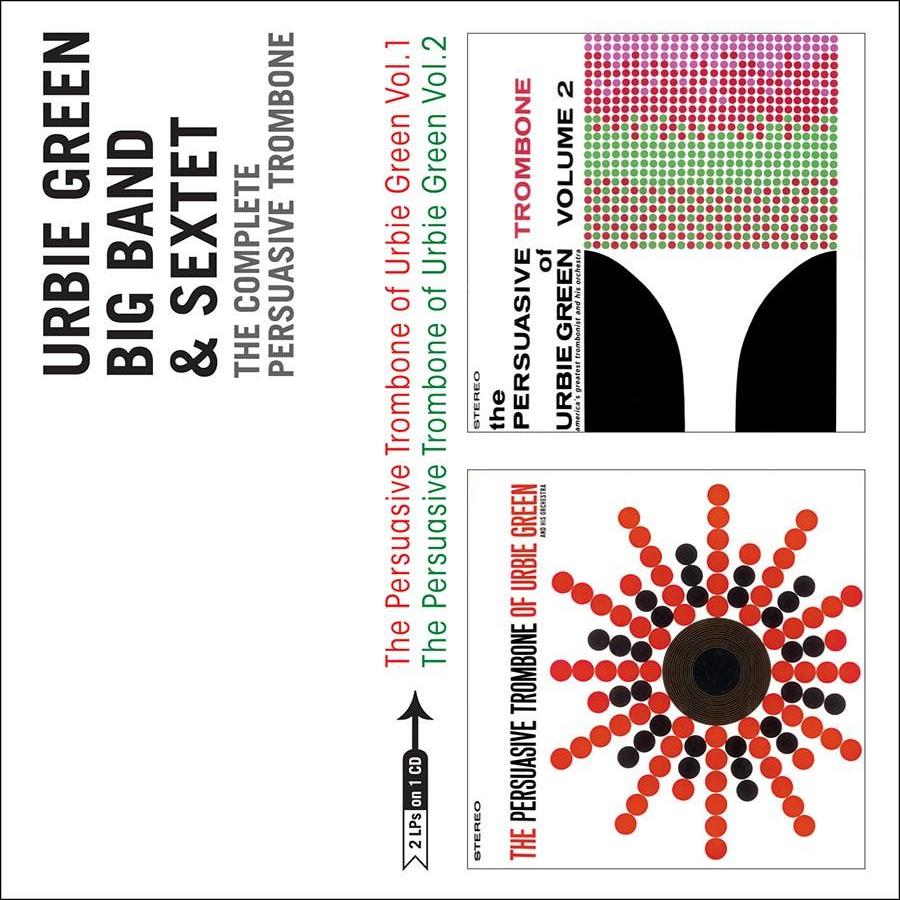 URBIE GREEN
BIG BAND
& SEXTET
THE COMPLETE
PERSUASIVE TROMBONE
2 LPs on 1 CD
The Persuasive Trombone of Urbie Green Vol.1
The Persuasive Trombone of Urbie Green Vol.2
STEREO
THE PERSUASIVE TROMBONE OF URBIE GREEN
AND HIS ORCHESTRA
STEREO
the
PERSUASIVE TROMBONE
of
URBIE GREEN VOLUME 2
america's greatest trombonist and his orchestra